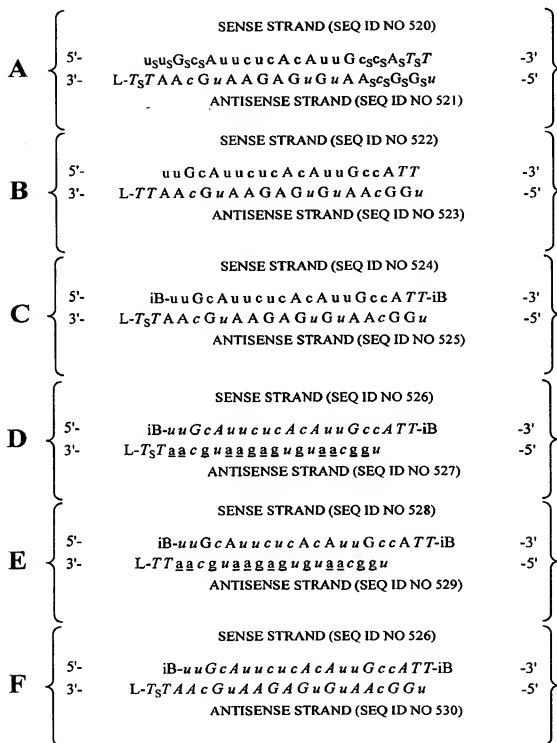 SENSE STRAND (SEQ ID NO 520)
A
5'- usus GscsAuucucAcAuuGcscsAsTsT -3'
3'- L-TsTAAcGuAAGAGuGuAAscsGsGsu -5'
ANTISENSE STRAND (SEQ ID NO 521)
SENSE STRAND (SEQ ID NO 522)
B
5'- uuGcAuucucAcAuuGccATT -3'
3'- L-TTAAcGuAAGAGuGuAAcGGu -5'
ANTISENSE STRAND (SEQ ID NO 523)
SENSE STRAND (SEQ ID NO 524)
C
5'- iB-uuGcAuucucAcAuuGccATT-iB -3'
3'- L-TsTAAcGuAAGAGuGuAAcGGu -5'
ANTISENSE STRAND (SEQ ID NO 525)
SENSE STRAND (SEQ ID NO 526)
D
5'- iB-uuGcAuucucAcAuuGccATT-iB -3'
3'- L-TsTaacguaagaguguaacggu -5'
ANTISENSE STRAND (SEQ ID NO 527)
SENSE STRAND (SEQ ID NO 528)
E
5'- iB-uuGcAuucucAcAuuGccATT-iB -3'
3'- L-TTaacguaagaguguaacggu -5'
ANTISENSE STRAND (SEQ ID NO 529)
SENSE STRAND (SEQ ID NO 526)
F
5'- iB-uuGcAuucucAcAuuGccATT-iB -3'
3'- L-TsTAAcGuAAGAGuGuAAcGGu -5'
ANTISENSE STRAND (SEQ ID NO 530)